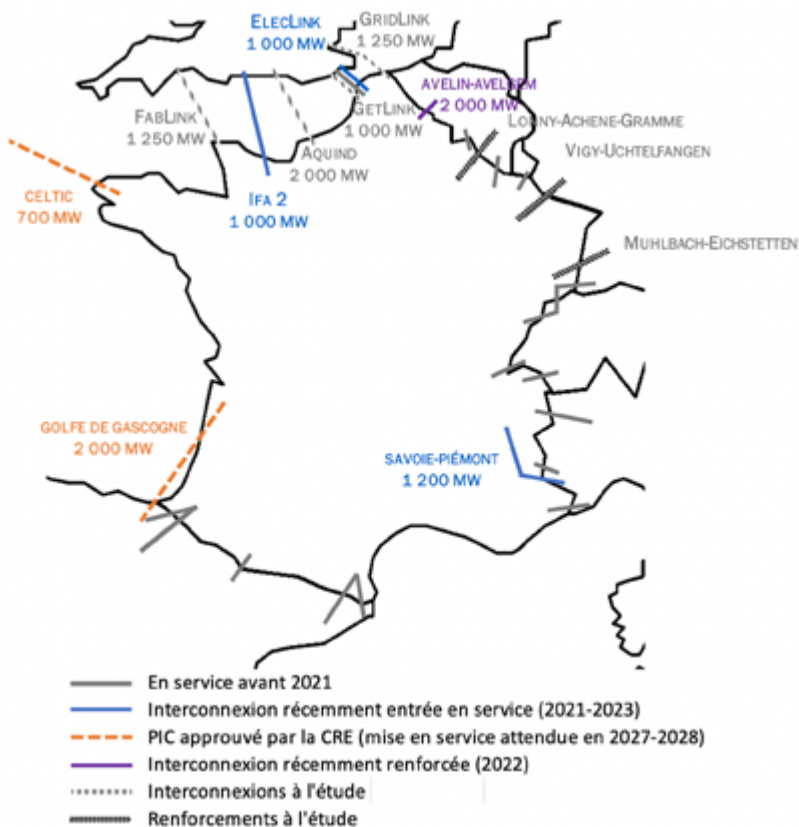 ELECLINK
1 000 MW
GRIDLINK
1 250 MW
AVELIN-AVELGEM
2 000 MW
FABLINK
1 250 MW
GETLINK
1 000 MW
LONNY-ACHENE-GRAMME
AQUIND
2 000 MW
VIGY-UCHTELFANGEN
CELTIC
700 MW
IFA 2
1 000 MW
MUHLBACH-EICHSTETTEN
GOLFE DE GASCOGNE
2 000 MW
SAVOIE-PIÉMONT
1 200 MW
En service avant 2021
Interconnexion récemment entrée en service (2021-2023)
PIC approuvé par la CRE (mise en service attendue en 2027-2028)
Interconnexion récemment renforcée (2022)
Interconnexions à l'étude
Renforcements à l'étude